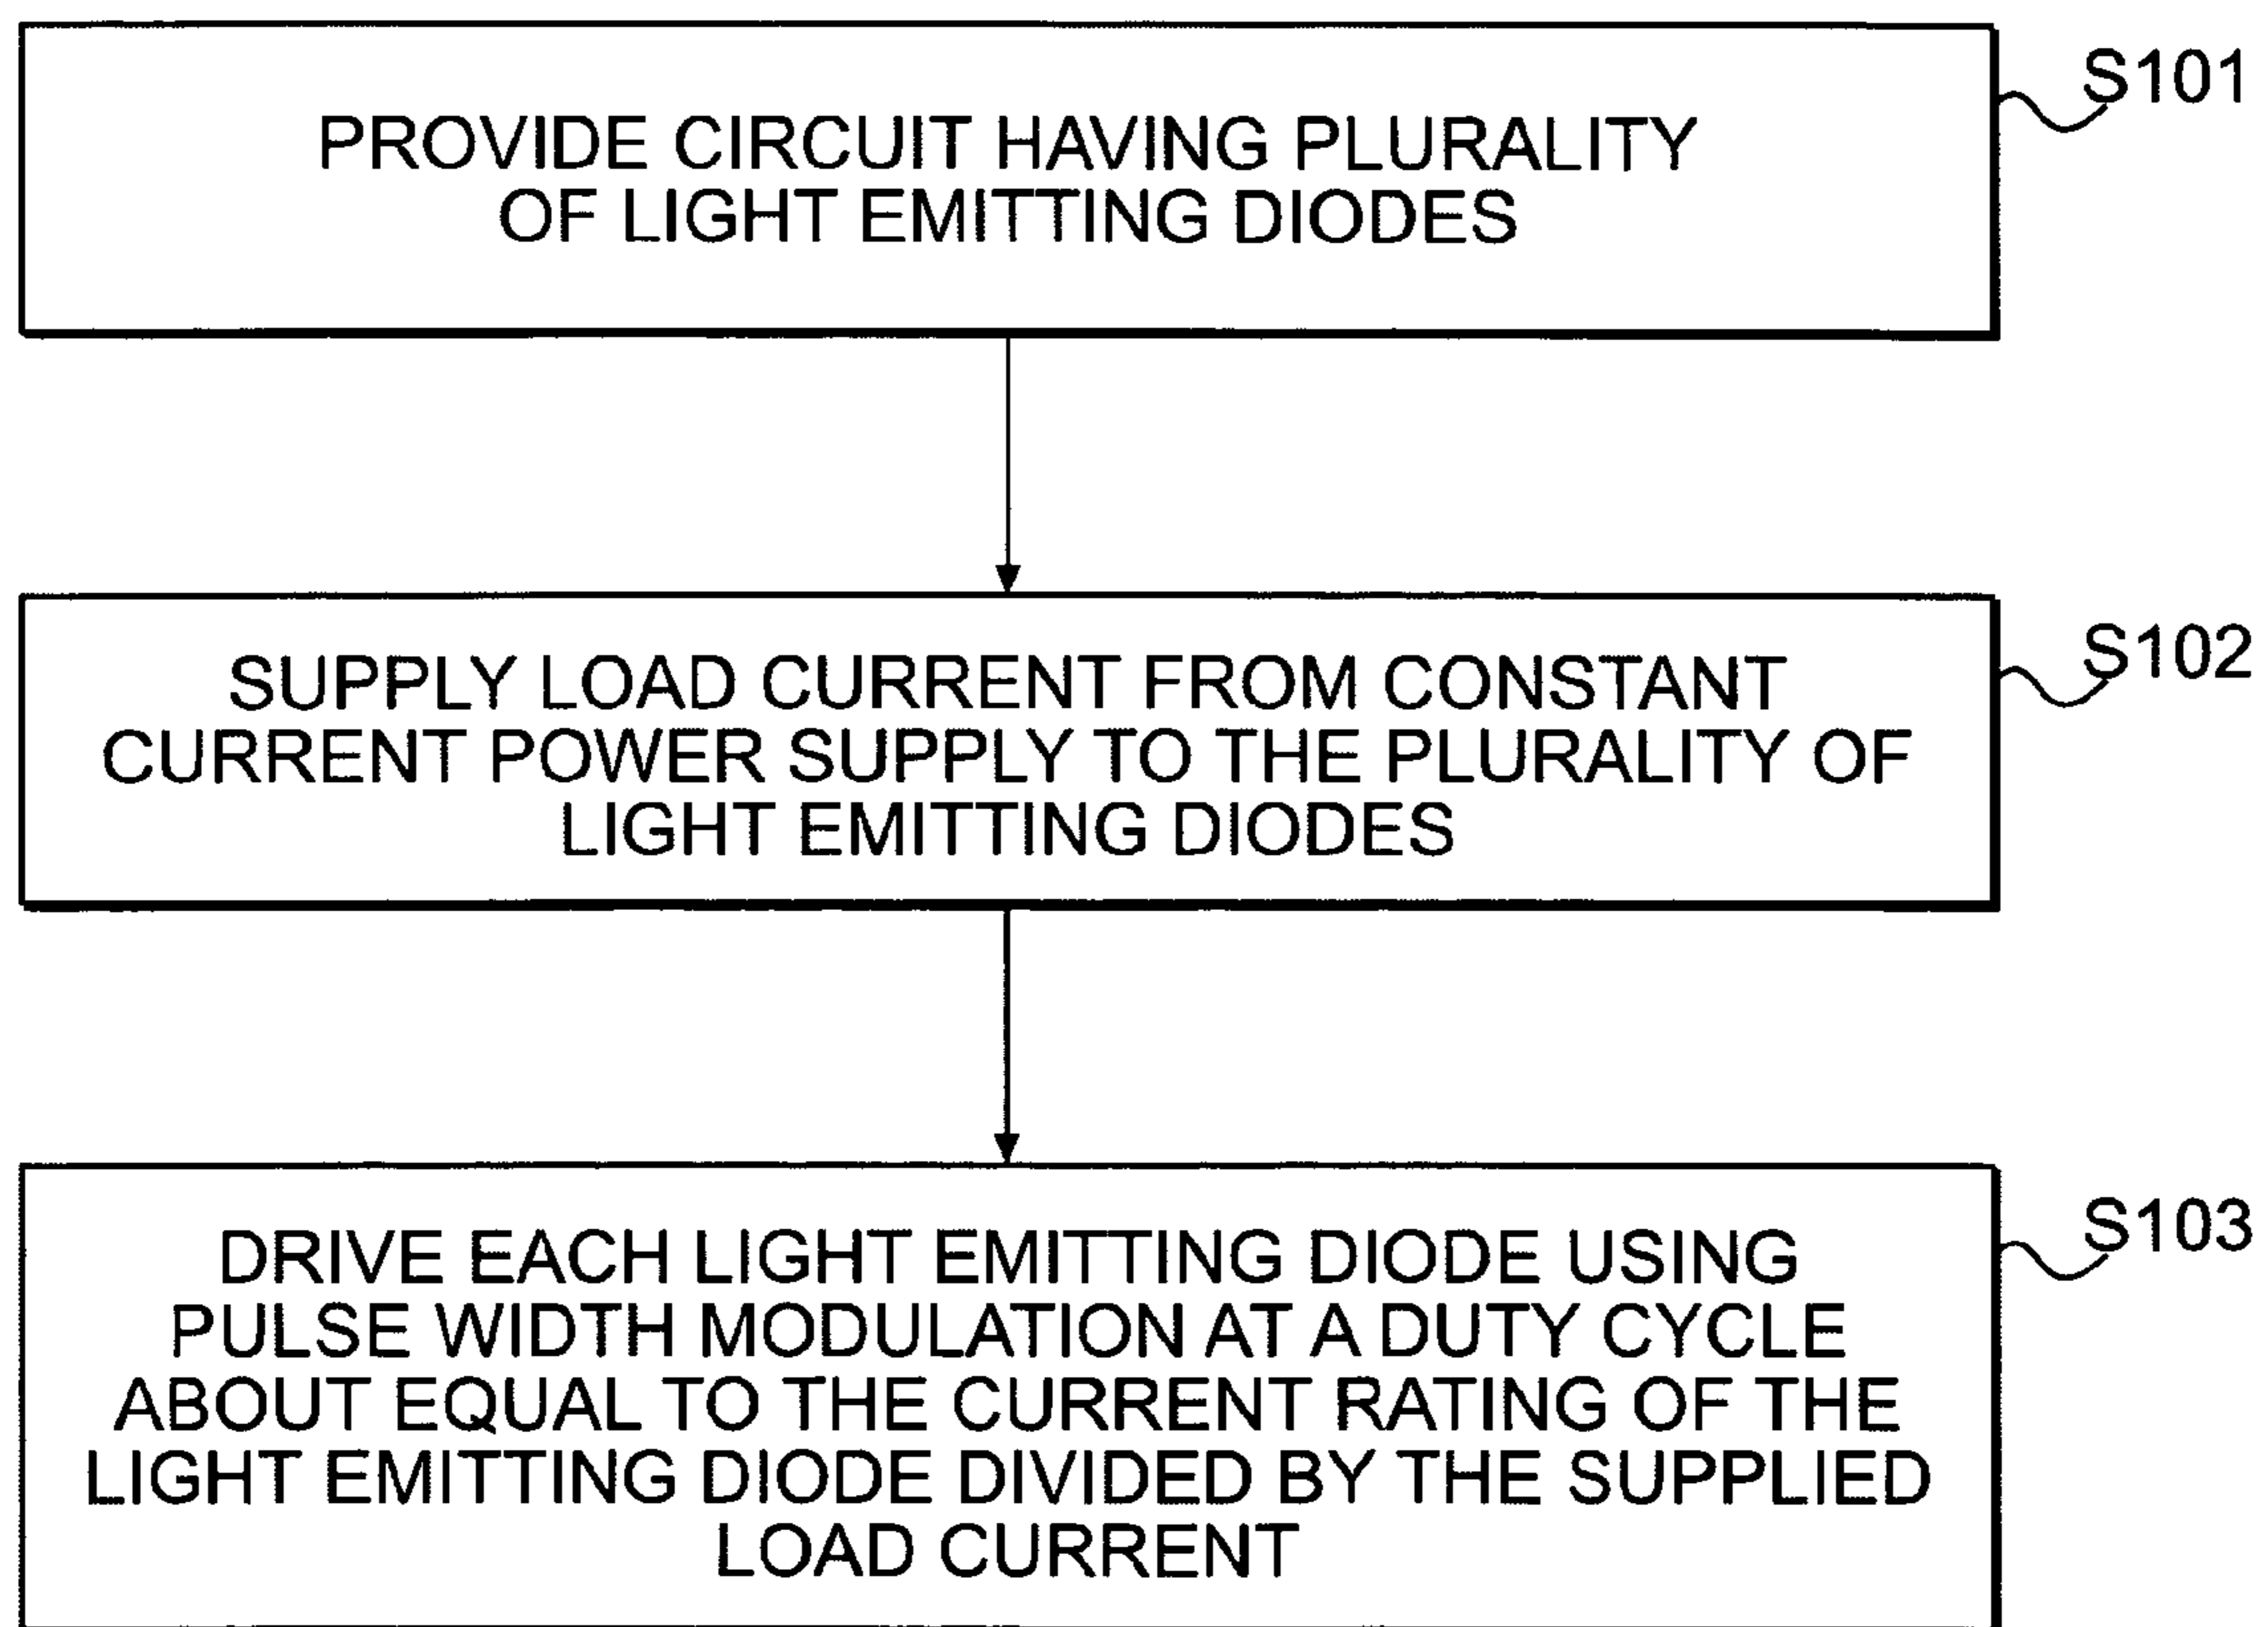 S101
PROVIDE CIRCUIT HAVING PLURALITY
OF LIGHT EMITTING DIODES
S102
SUPPLY LOAD CURRENT FROM CONSTANT
CURRENT POWER SUPPLY TO THE PLURALITY OF
LIGHT EMITTING DIODES
S103
DRIVE EACH LIGHT EMITTING DIODE USING
PULSE WIDTH MODULATION AT A DUTY CYCLE
ABOUT EQUAL TO THE CURRENT RATING OF THE
LIGHT EMITTING DIODE DIVIDED BY THE SUPPLIED
LOAD CURRENT